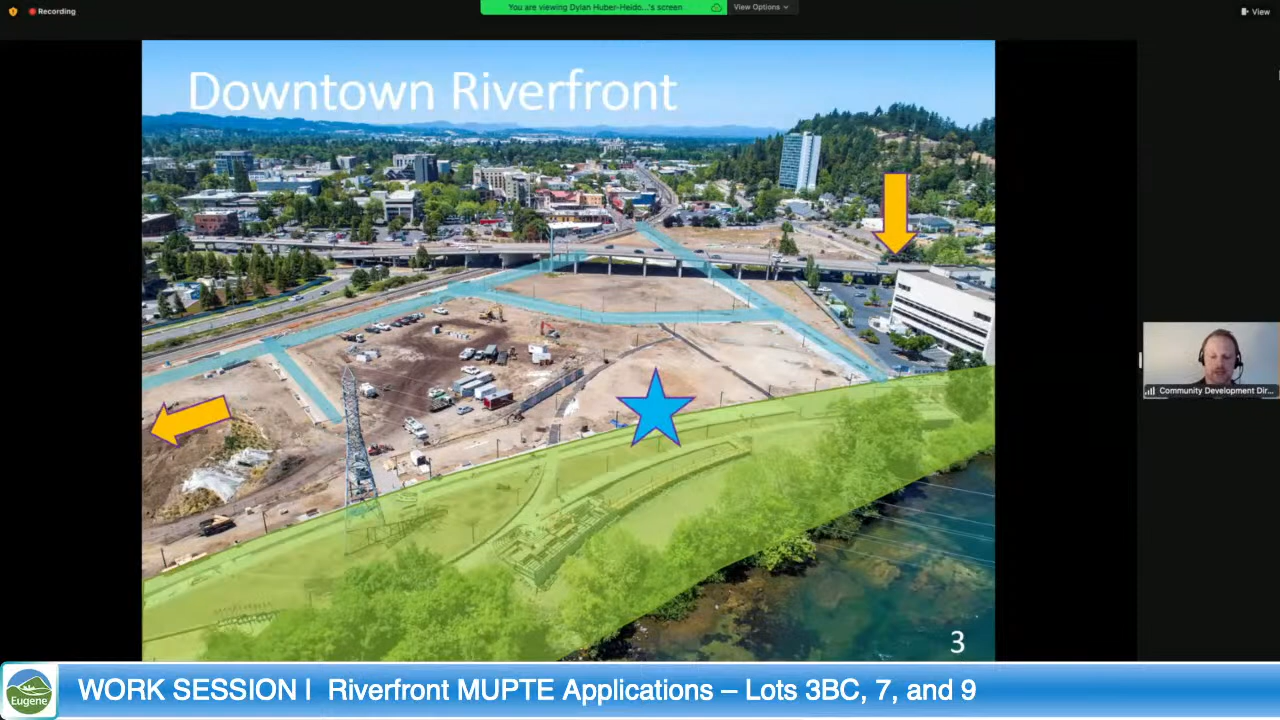 Recording
You are viewing Dylan Huber-Heido...'s screen
View Options
View
Downtown Riverfront
Community Development Dir...
3
Eugene
WORK SESSION I Riverfront MUPTE Applications – Lots 3BC, 7, and 9